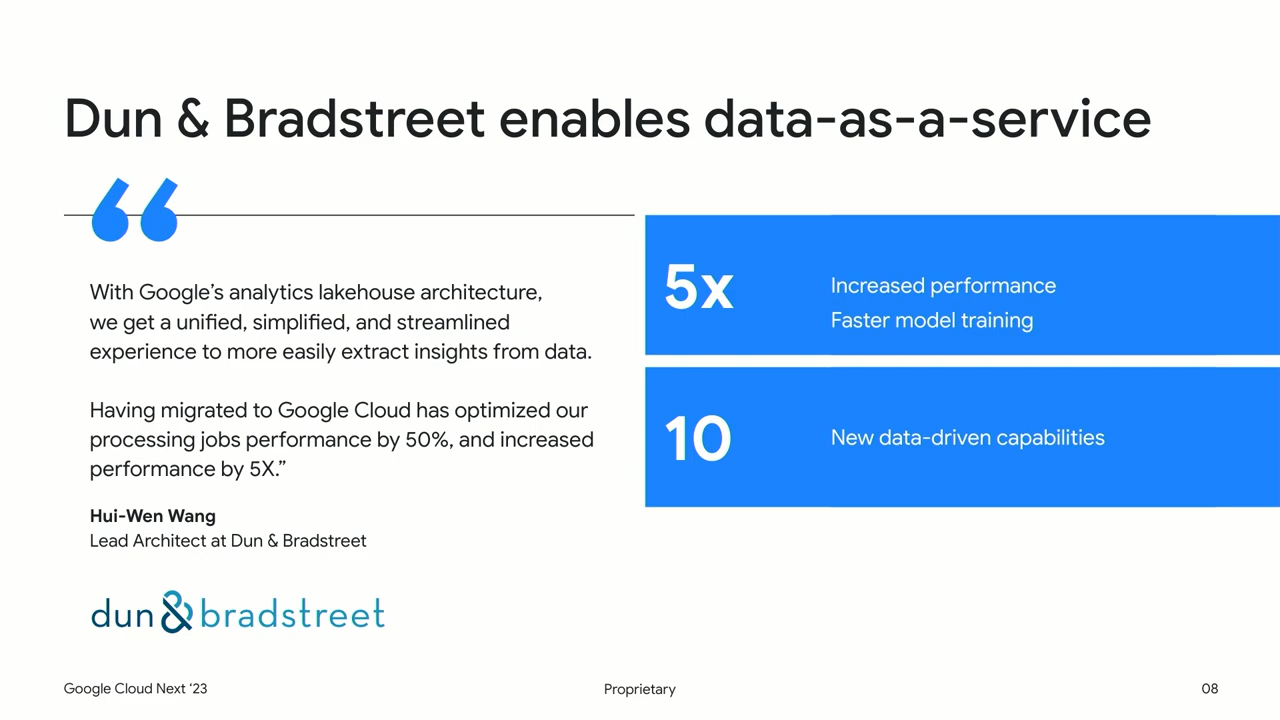 Dun & Bradstreet enables data-as-a-service
“
With Google’s analytics lakehouse architecture,
we get a unified, simplified, and streamlined
experience to more easily extract insights from data.
Having migrated to Google Cloud has optimized our
processing jobs performance by 50%, and increased
performance by 5X.”
Hui-Wen Wang
Lead Architect at Dun & Bradstreet
dun & bradstreet
5x
Increased performance
Faster model training
10
New data-driven capabilities
Google Cloud Next ‘23
Proprietary
08